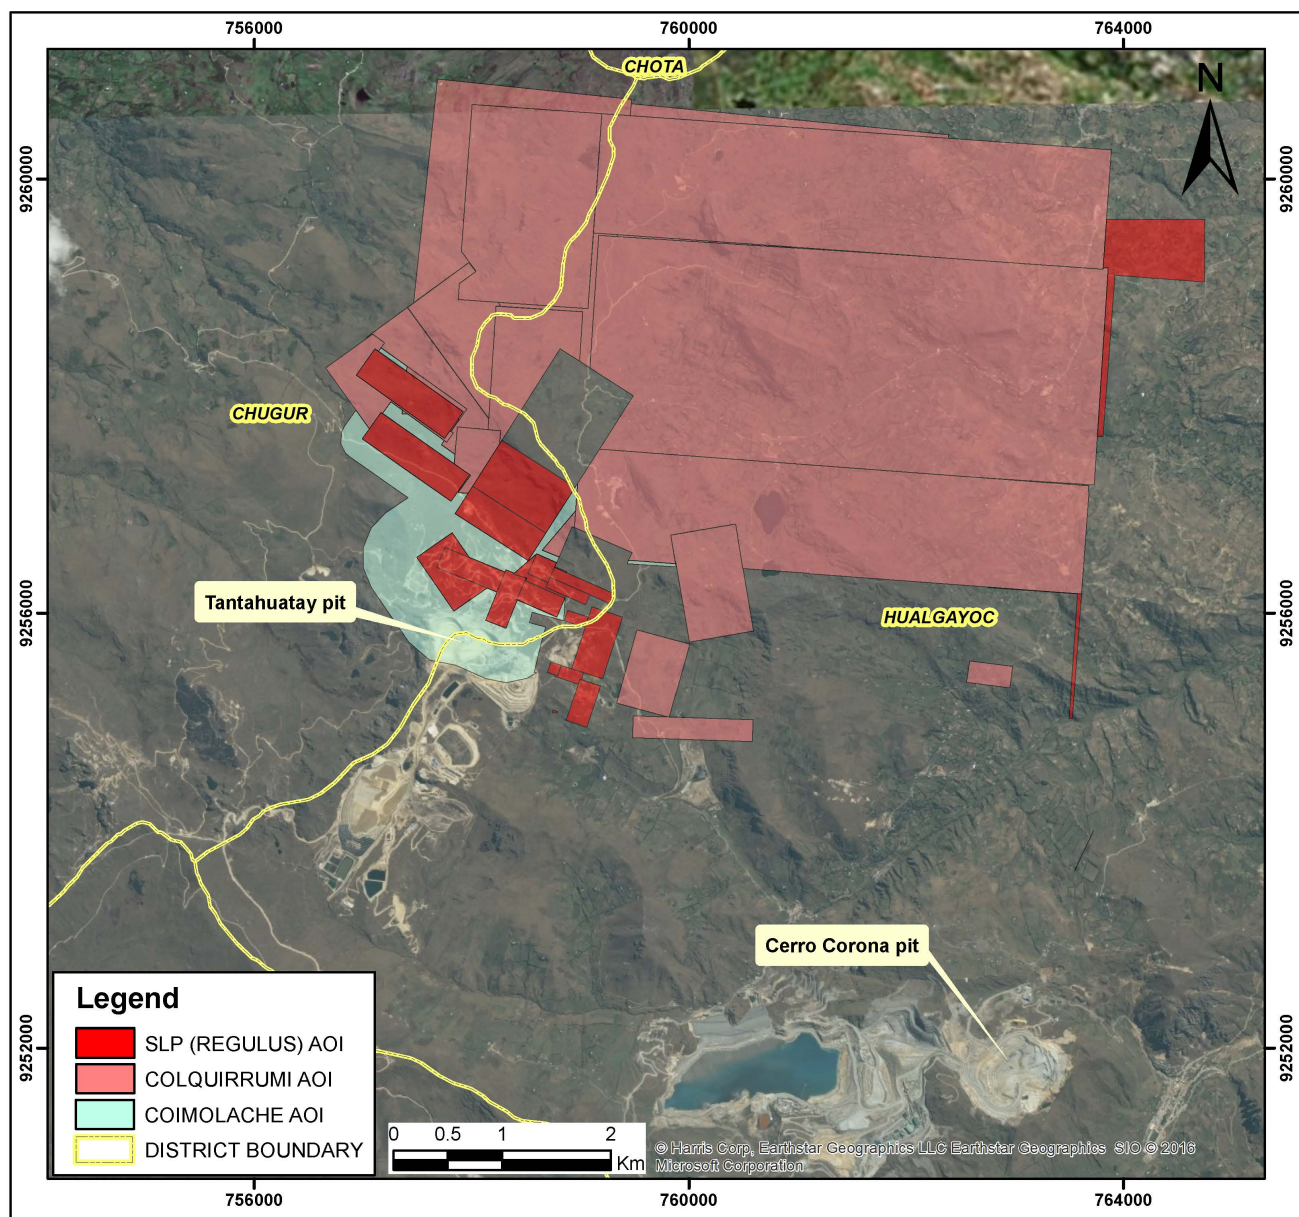 756000
760000
764000
CHOTA
N
9260000
9260000
CHUGUR
Tantahuatay pit
9256000
9256000
HUALGAYOC
Cerro Corona pit
Legend
SLP (REGULUS) AOI
COLQUIRRUMI AOI
COIMOLACHE AOI
DISTRICT BOUNDARY
9252000
9252000
0 0.5 1 2
Km
© Harris Corp, Earthstar Geographics LLC Earthstar Geographics SIO © 2016
Microsoft Corporation
756000
760000
764000